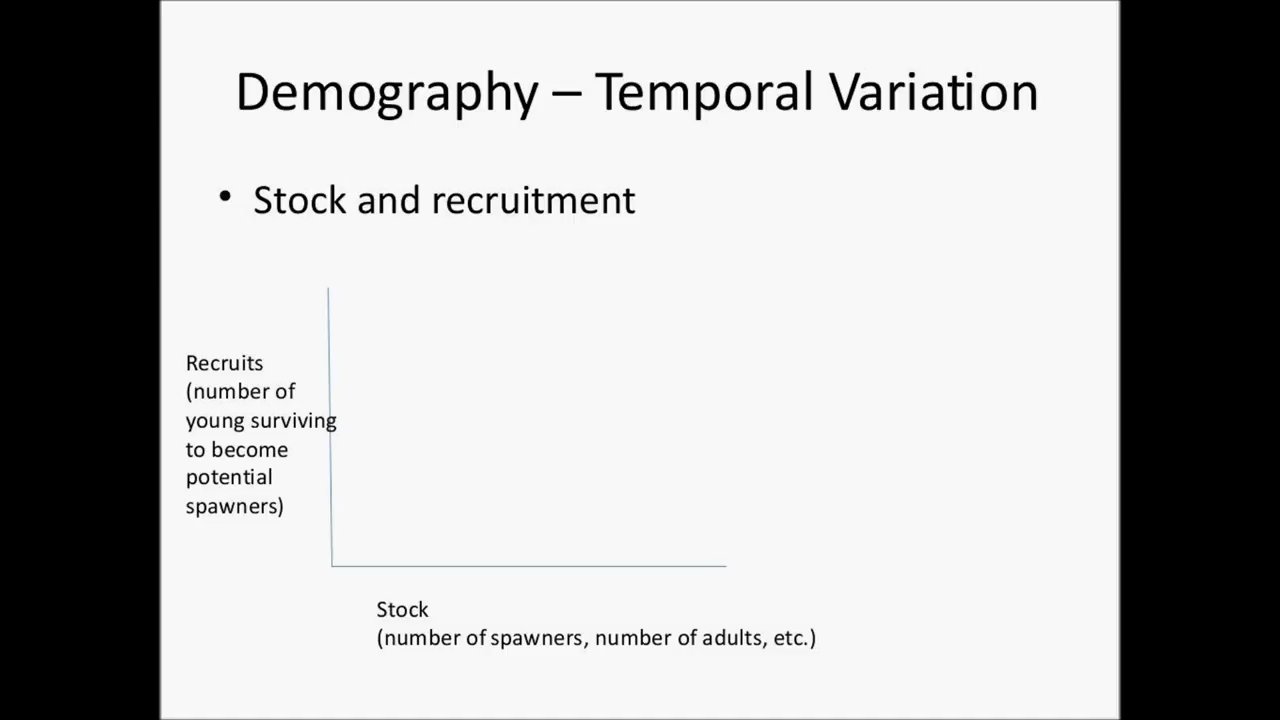 Demography – Temporal Variation
• Stock and recruitment
Recruits
(number of
young surviving
to become
potential
spawners)
Stock
(number of spawners, number of adults, etc.)